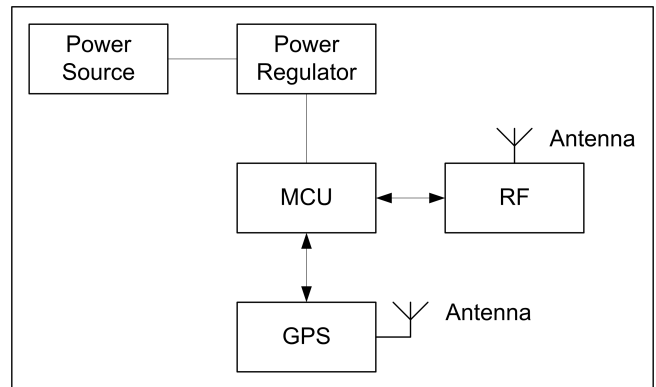 Power
Source
Power
Regulator
Antenna
MCU
RF
Antenna
GPS